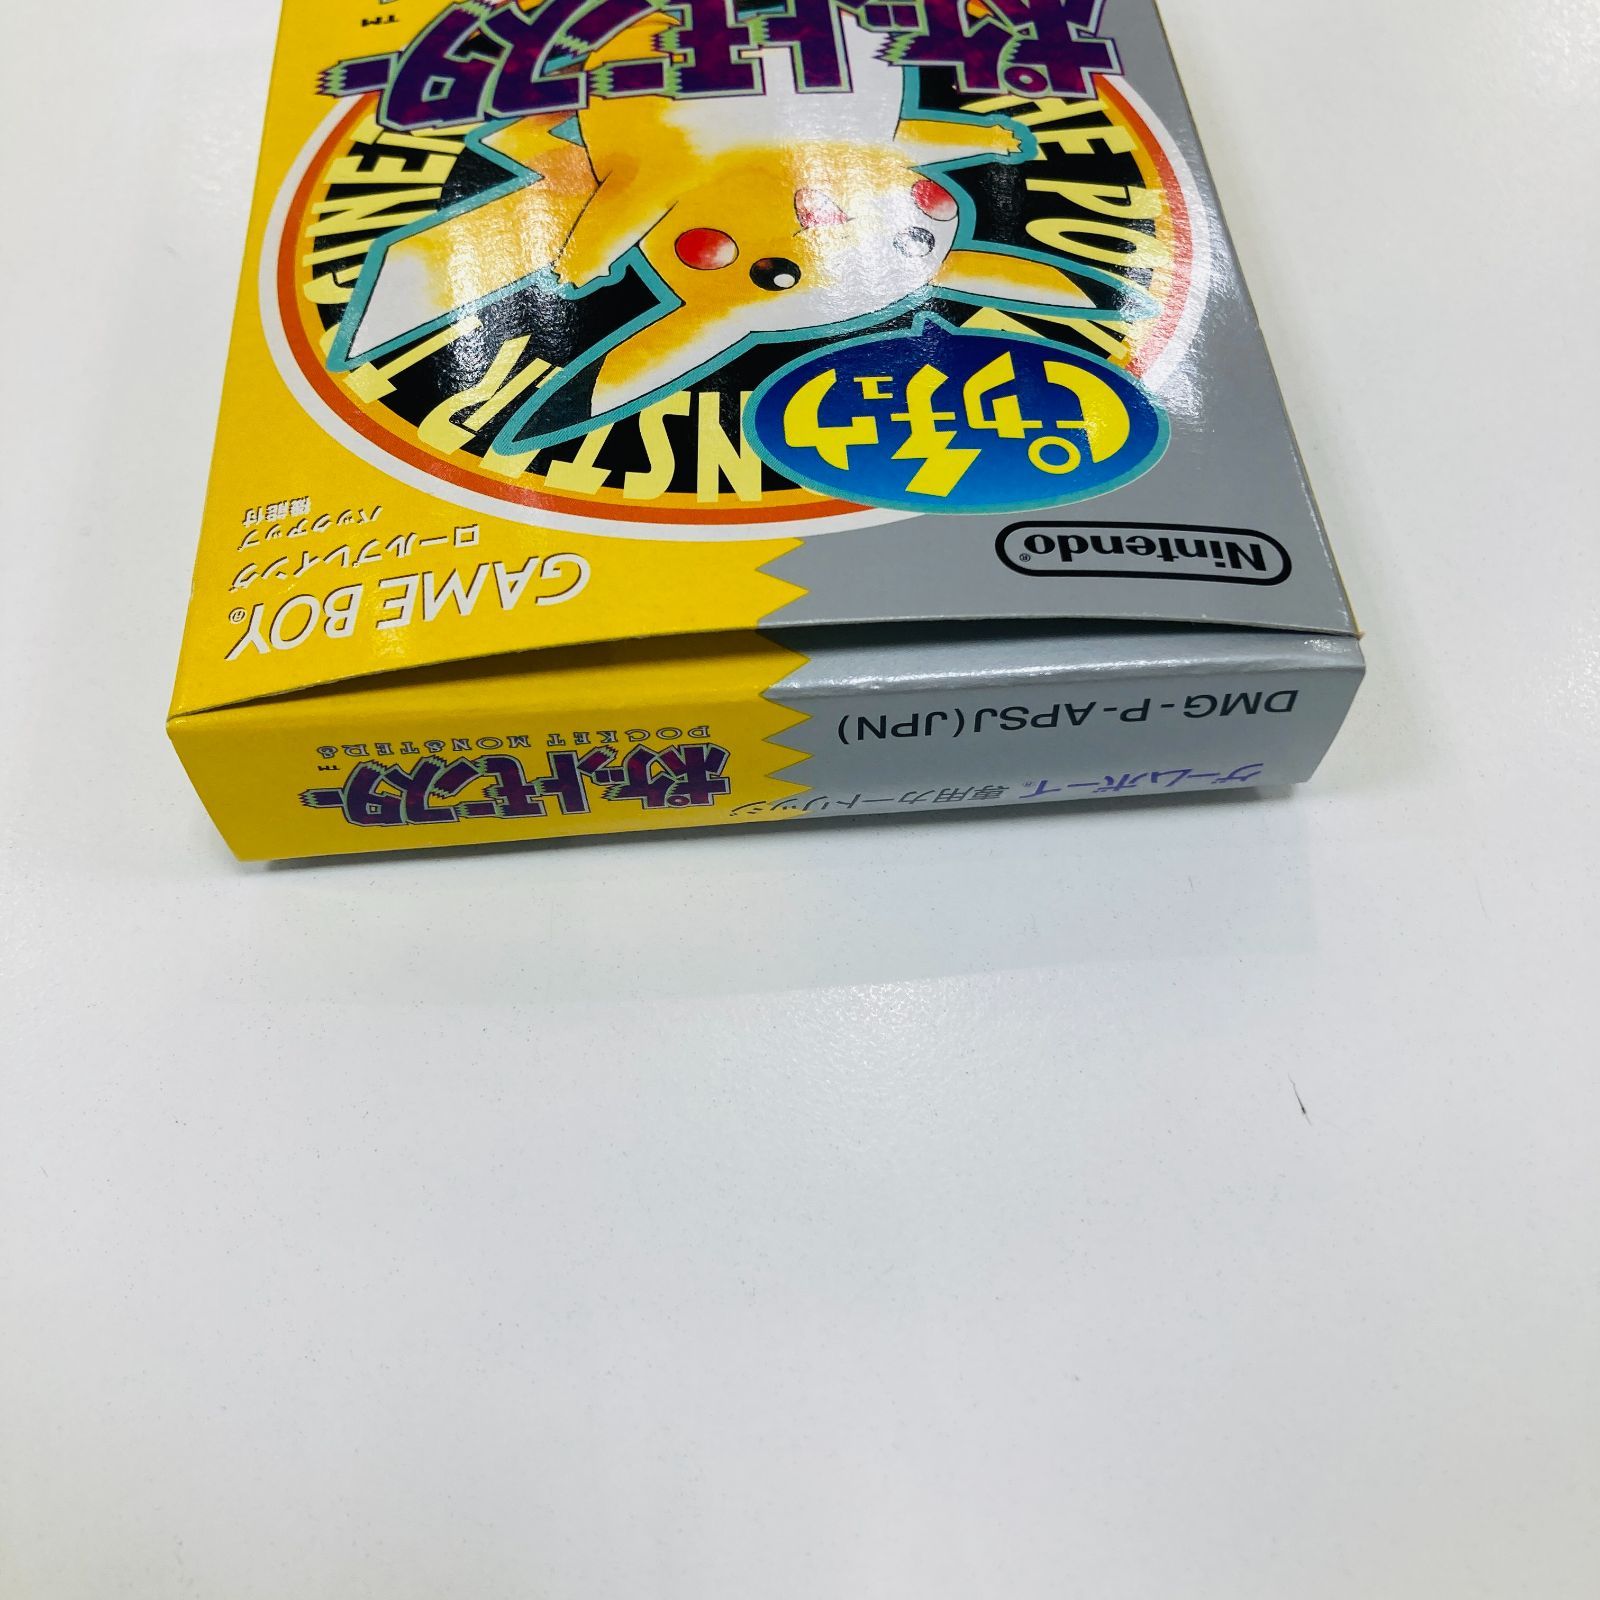 Nintendo®
ピカチュウ
ポケットモンスター
TM
GAME BOY®
ロールプレイング
バックアップ
機能付
DMG-P-APSJ(JPN)
ゲームボーイ® 専用カートリッジ
POCKET MONSTERS
ポケットモンスター™